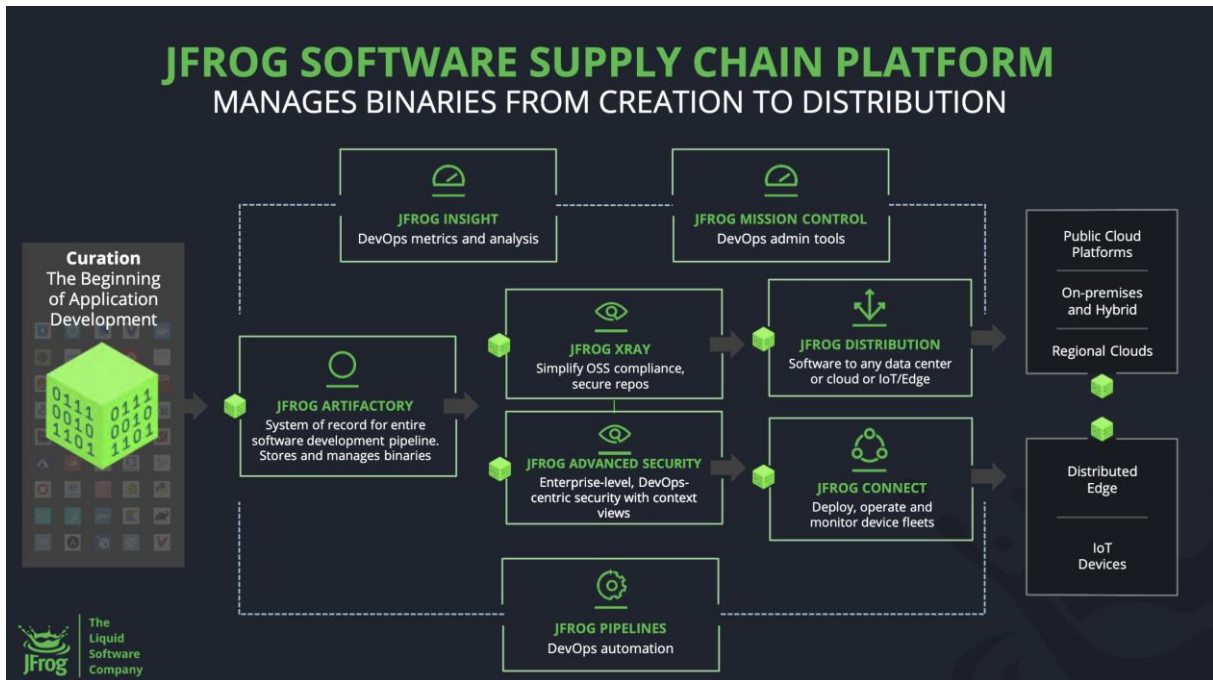 JFROG SOFTWARE SUPPLY CHAIN PLATFORM
MANAGES BINARIES FROM CREATION TO DISTRIBUTION
JFROG INSIGHT
DevOps metrics and analysis
JFROG MISSION CONTROL
DevOps admin tools
Curation
The Beginning
of Application
Development
0111
0010
1101
0111
0010
1101
JFROG ARTIFACTORY
System of record for entire
software development pipeline.
Stores and manages binaries
JFROG XRAY
Simplify OSS compliance,
secure repos
JFROG ADVANCED SECURITY
Enterprise-level, DevOps-
centric security with context
views
JFROG DISTRIBUTION
Software to any data center
or cloud or IoT/Edge
JFROG CONNECT
Deploy, operate and
monitor device fleets
Public Cloud
Platforms
On-premises
and Hybrid
Regional Clouds
Distributed
Edge
IoT
Devices
JFROG PIPELINES
DevOps automation
JFrog
The
Liquid
Software
Company